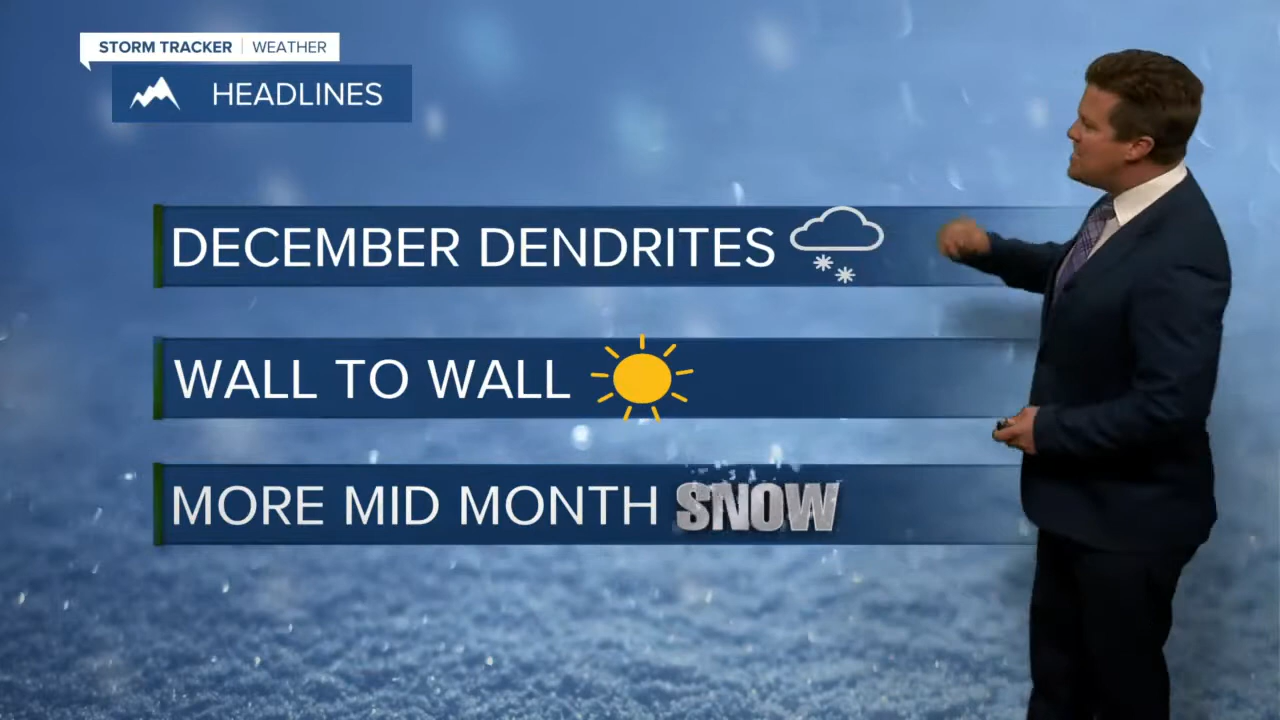 STORM TRACKER | WEATHER
HEADLINES
DECEMBER DENDRITES
WALL TO WALL
MORE MID MONTH SNOW